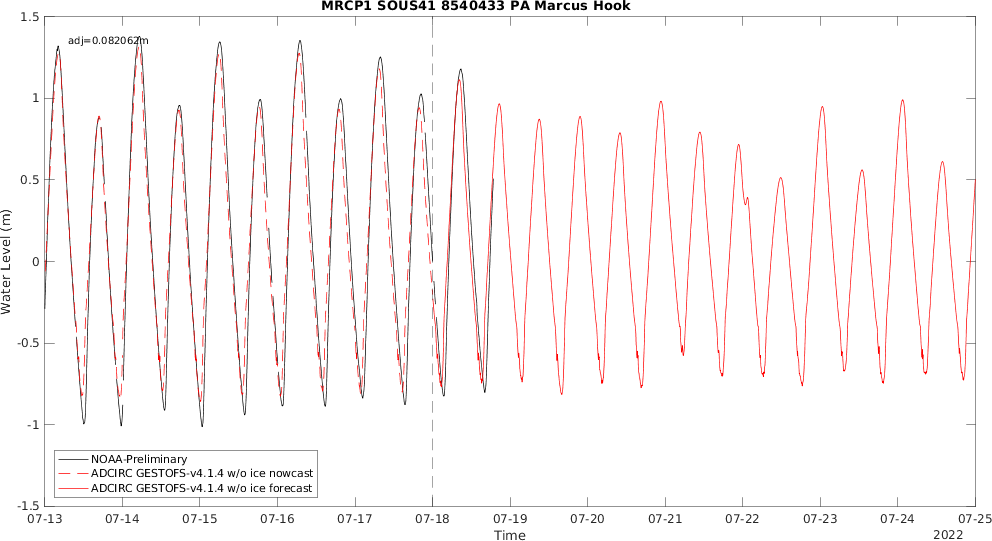 MRCP1 SOUS41 8540433 PA Marcus Hook
adj=0.082062m
1.5
1
0.5
0
-0.5
-1
-1.5
Water Level (m)
NOAA-Preliminary
ADCIRC GESTOFS-v4.1.4 w/o ice nowcast
ADCIRC GESTOFS-v4.1.4 w/o ice forecast
07-13 07-14 07-15 07-16 07-17 07-18 07-19 07-20 07-21 07-22 07-23 07-24 07-25
Time
2022